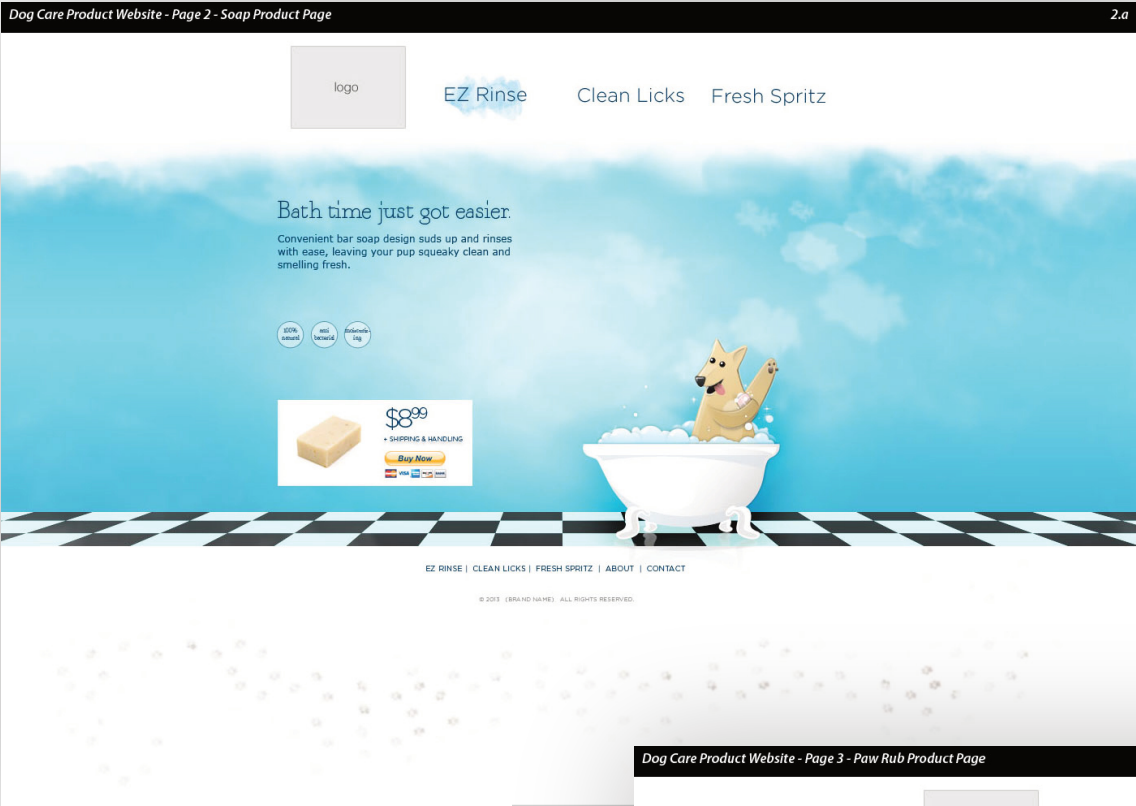 Dog Care Product Website - Page 2 - Soap Product Page
2.a
logo
EZ Rinse
Clean Licks
Fresh Spritz
Bath time just got easier.
Convenient bar soap design suds up and rinses
with ease, leaving your pup squeaky clean and
smelling fresh.
100%
$8.99
+ SHIPPING & HANDLING
Buy Now
VISA
EZ RINSE | CLEAN LICKS | FRESH SPRITZ | ABOUT | CONTACT
© 2013 (BRAND NAME) ALL RIGHTS RESERVED.
Dog Care Product Website - Page 3 - Paw Rub Product Page